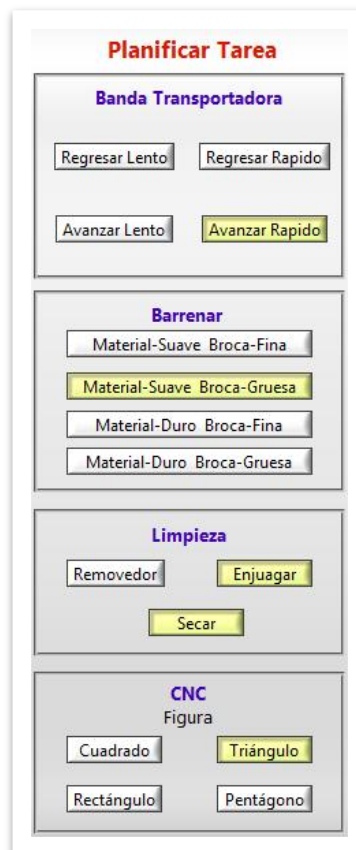 Planificar Tarea
Banda Transportadora
Regresar Lento Regresar Rapido
Avanzar Lento Avanzar Rapido
Barrenar
Material-Suave Broca-Fina
Material-Suave Broca-Gruesa
Material-Duro Broca-Fina
Material-Duro Broca-Gruesa
Limpieza
Removedor Enjuagar
Secar
CNC
Figura
Cuadrado Triángulo
Rectángulo Pentágono